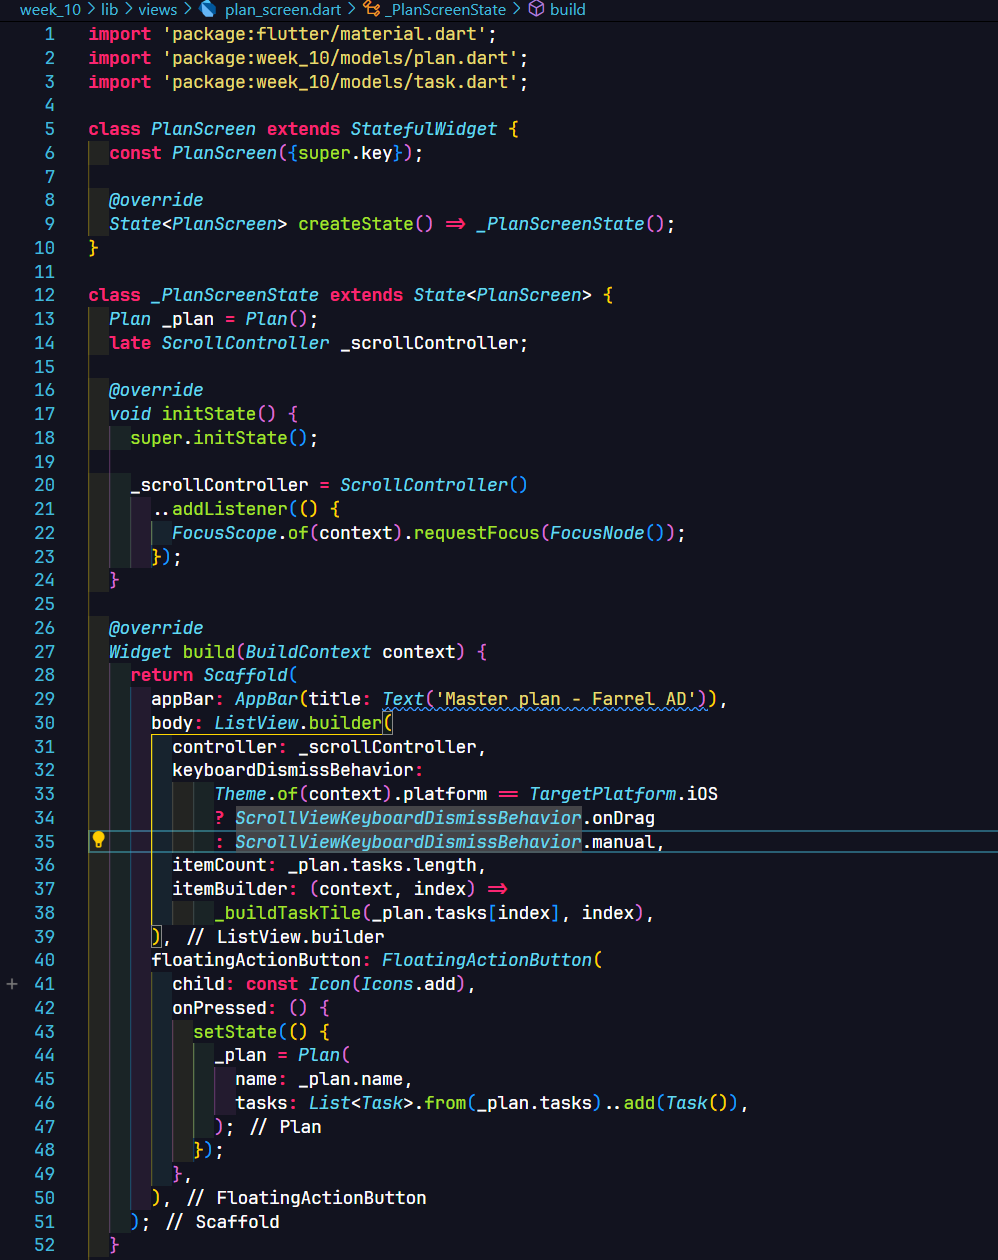 week_10 > lib > views > plan_screen.dart > _PlanScreenState > build
1 import 'package:flutter/material.dart';
2 import 'package:week_10/models/plan.dart';
3 import 'package:week_10/models/task.dart';
4
5 class PlanScreen extends StatefulWidget {
6   const PlanScreen({super.key});
7
8   @override
9   State<PlanScreen> createState() => _PlanScreenState();
10 }
11
12 class _PlanScreenState extends State<PlanScreen> {
13   Plan _plan = Plan();
14   late ScrollController _scrollController;
15
16   @override
17   void initState() {
18     super.initState();
19
20     _scrollController = ScrollController()
21       ..addListener(() {
22         FocusScope.of(context).requestFocus(FocusNode());
23       });
24   }
25
26   @override
27   Widget build(BuildContext context) {
28     return Scaffold(
29       appBar: AppBar(title: Text('Master plan - Farrel AD')),
30       body: ListView.builder(
31         controller: _scrollController,
32         keyboardDismissBehavior:
33             Theme.of(context).platform == TargetPlatform.iOS
34             ? ScrollViewKeyboardDismissBehavior.onDrag
35             : ScrollViewKeyboardDismissBehavior.manual,
36         itemCount: _plan.tasks.length,
37         itemBuilder: (context, index) =>
38             _buildTaskTile(_plan.tasks[index], index),
39       ), // ListView.builder
40       floatingActionButton: FloatingActionButton(
41         child: const Icon(Icons.add),
42         onPressed: () {
43           setState(() {
44             _plan = Plan(
45               name: _plan.name,
46               tasks: List<Task>.from(_plan.tasks)..add(Task()),
47             ); // Plan
48           });
49         },
50       ), // FloatingActionButton
51     ); // Scaffold
52   }